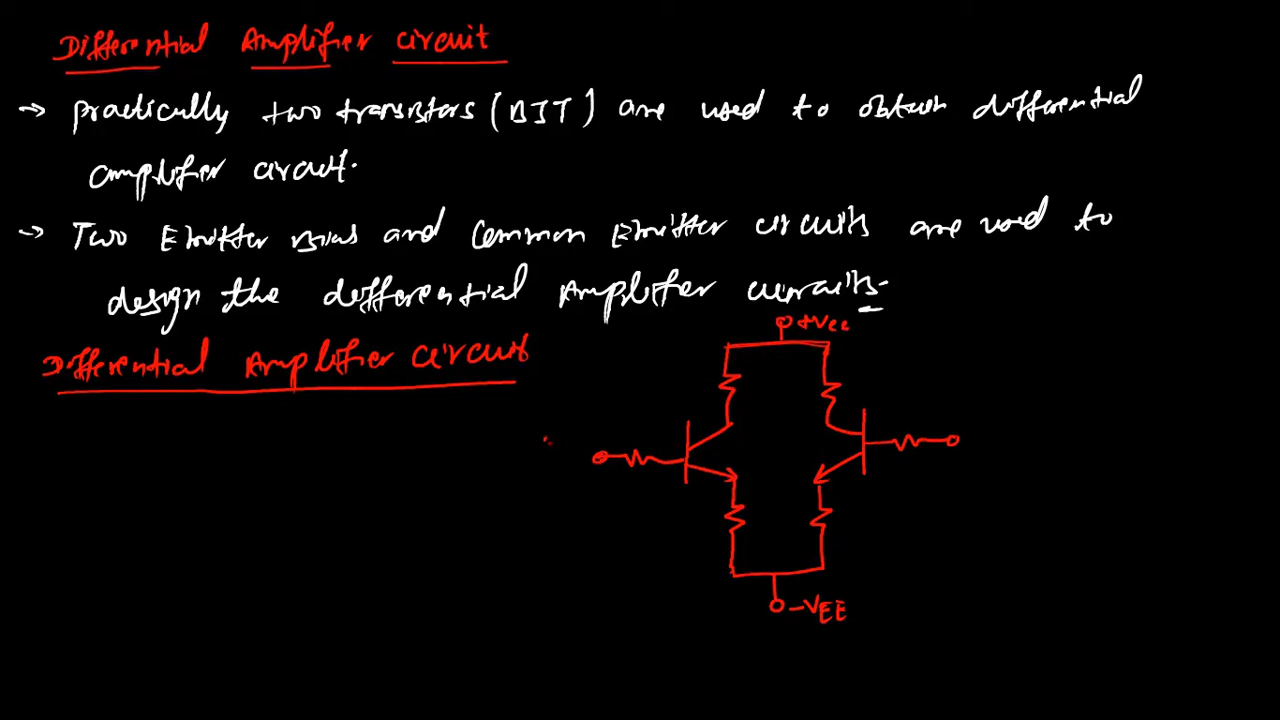 Differential Amplifier circuit
→ practically two transistors (BJT) are used to obtain differential
amplifier circuit.
→ Two Emitter Bias and Common Emitter circuits are used to
design the differential Amplifier circuits.
+Vcc
Differential Amplifier circuit
-VEE